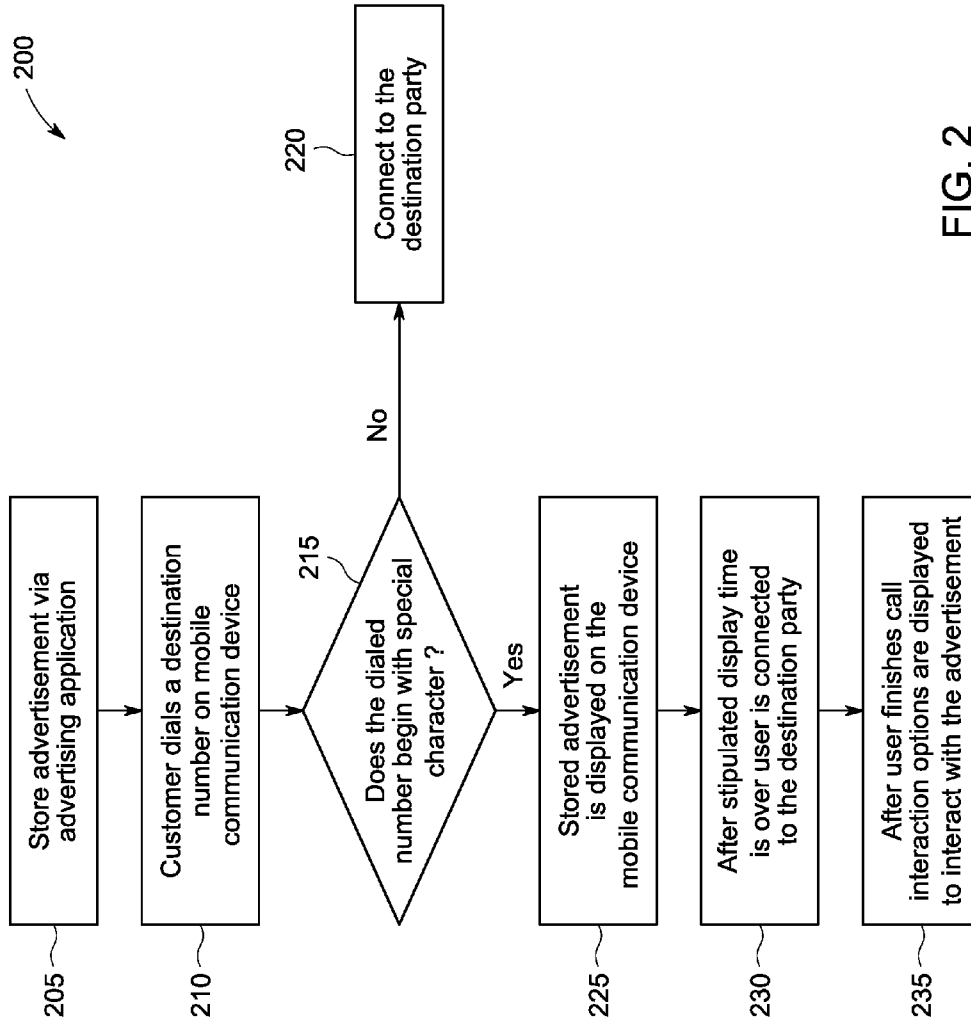 200
Store advertisement via
advertising application
205
Customer dials a destination
number on mobile
communication device
210
215
Does the dialed
number begin with special
character ?
No
220
Connect to the
destination party
Yes
Stored advertisement
is displayed on the
mobile communication device
225
After stipulated display time
is over user is connected
to the destination party
230
After user finishes call
interaction options are displayed
to interact with the advertisement
235
FIG. 2